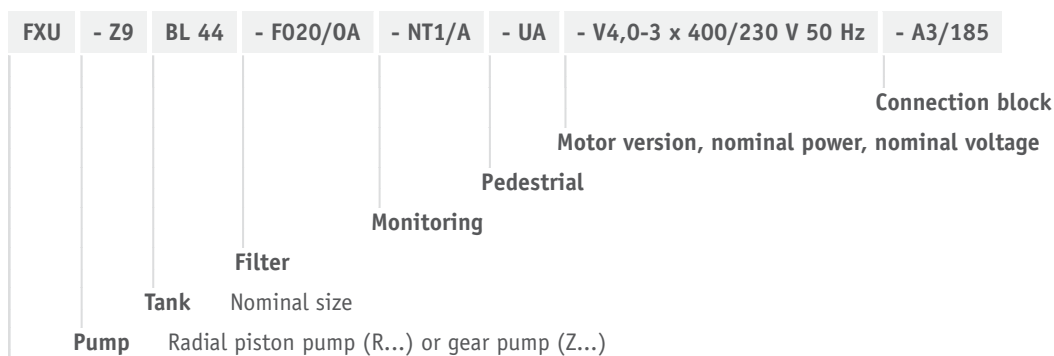 FXU - Z9 BL 44 - F020/0A - NT1/A - UA - V4,0-3 x 400/230 V 50 Hz - A3/185
Connection block
Motor version, nominal power, nominal voltage
Pedestrial
Monitoring
Filter
Tank Nominal size
Pump Radial piston pump (R...) or gear pump (Z...)